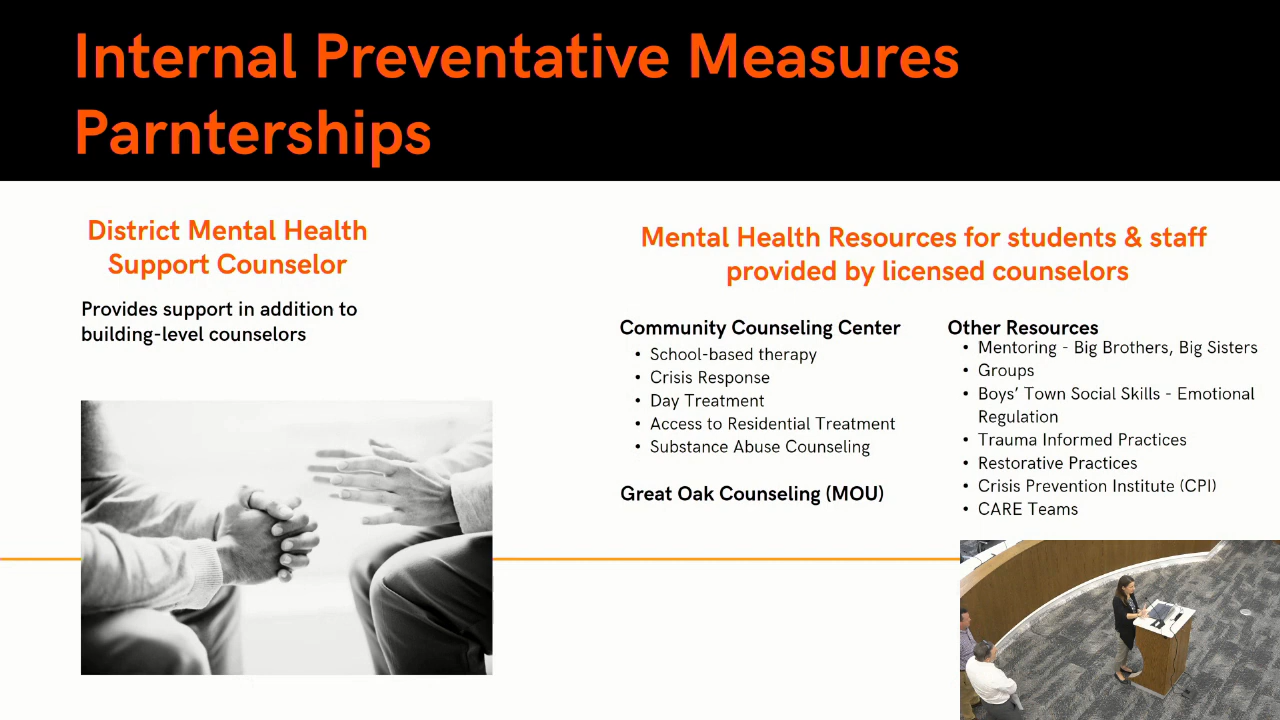 Internal Preventative Measures
Parnterships
District Mental Health
Support Counselor
Provides support in addition to
building-level counselors
Mental Health Resources for students & staff
provided by licensed counselors
Community Counseling Center
• School-based therapy
• Crisis Response
• Day Treatment
• Access to Residential Treatment
• Substance Abuse Counseling
Great Oak Counseling (MOU)
Other Resources
• Mentoring - Big Brothers, Big Sisters
• Groups
• Boys’ Town Social Skills - Emotional
Regulation
• Trauma Informed Practices
• Restorative Practices
• Crisis Prevention Institute (CPI)
• CARE Teams